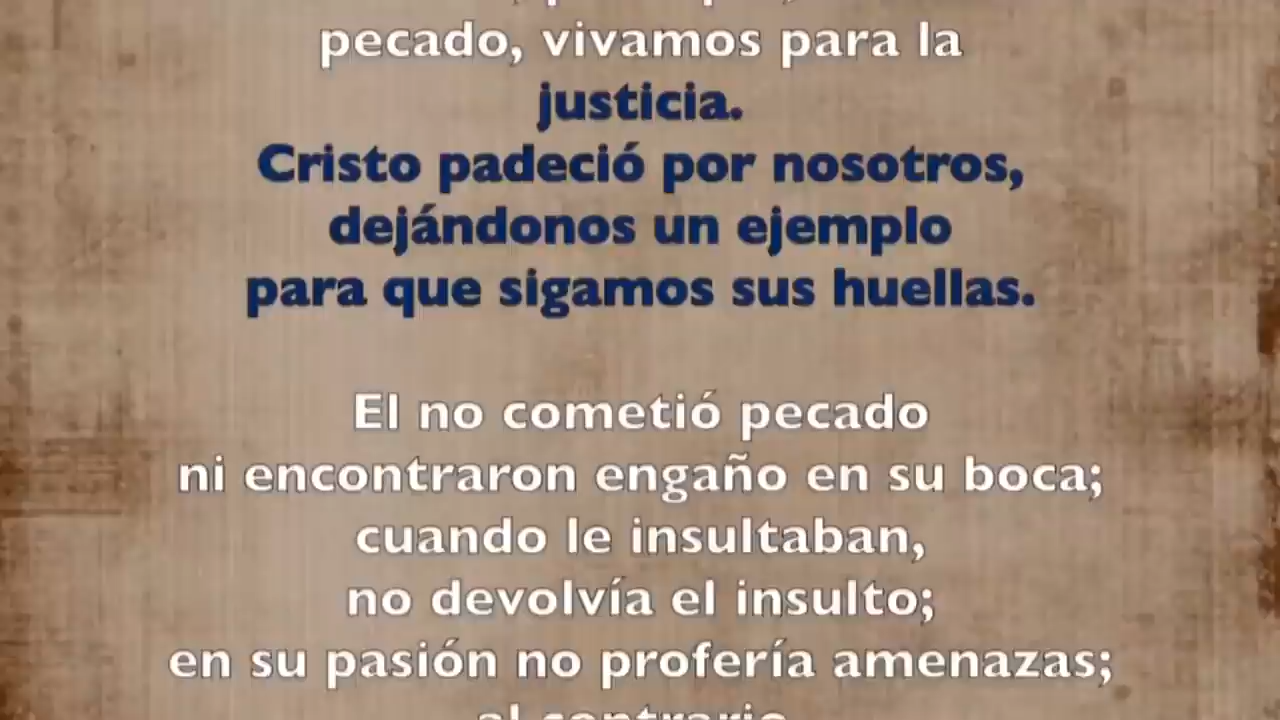 pecado, vivamos para la
justicia.
Cristo padeció por nosotros,
dejándonos un ejemplo
para que sigamos sus huellas.
El no cometió pecado
ni encontraron engaño en su boca;
cuando le insultaban,
no devolvía el insulto;
en su pasión no profería amenazas;
al contrario